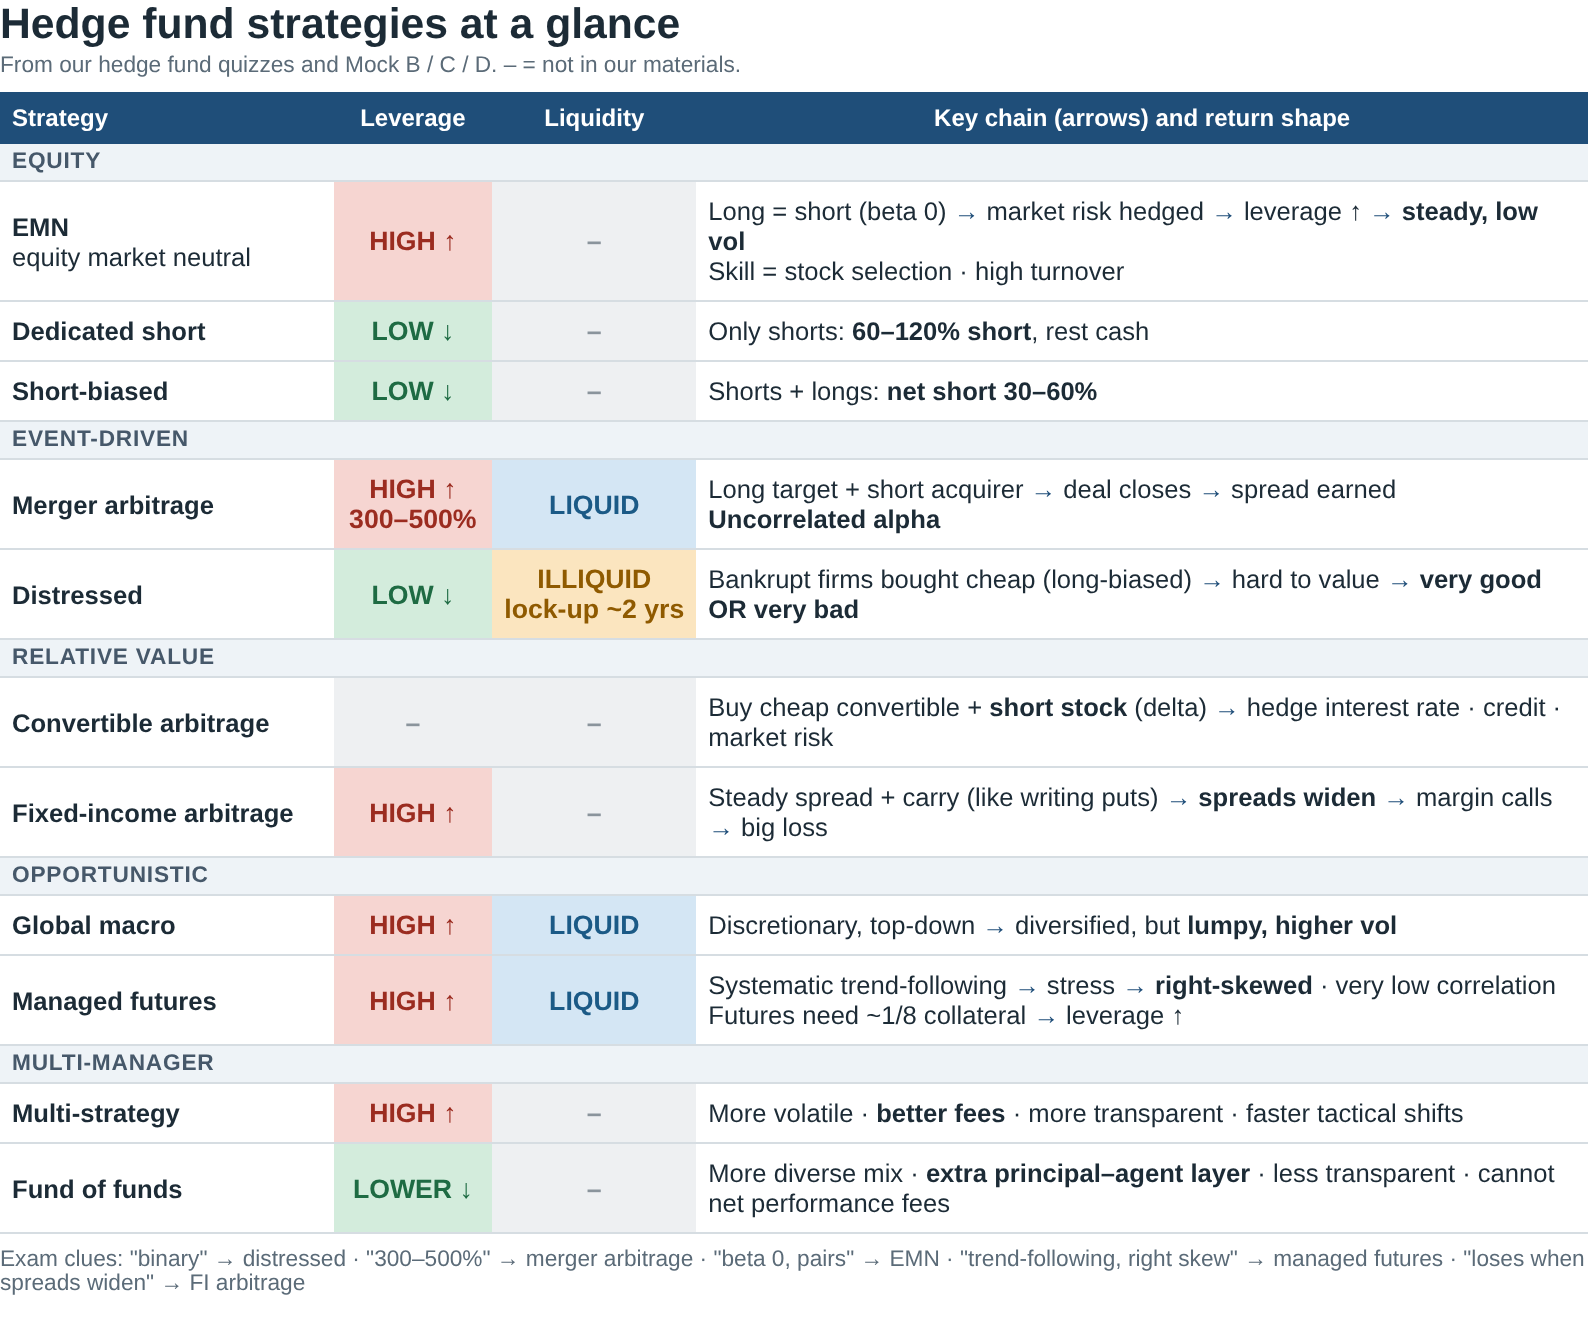 Hedge fund strategies at a glance
From our hedge fund quizzes and Mock B / C / D. – = not in our materials.
Strategy Leverage Liquidity Key chain (arrows) and return shape
EQUITY
EMN
equity market neutral
HIGH ↑
–
Long = short (beta 0) → market risk hedged → leverage ↑ → steady, low
vol
Skill = stock selection · high turnover
Dedicated short LOW ↓ – Only shorts: 60–120% short, rest cash
Short-biased LOW ↓ – Shorts + longs: net short 30–60%
EVENT-DRIVEN
Merger arbitrage
HIGH ↑
300–500%
LIQUID
Long target + short acquirer → deal closes → spread earned
Uncorrelated alpha
Distressed
LOW ↓
ILLIQUID
lock-up ~2 yrs
Bankrupt firms bought cheap (long-biased) → hard to value → very good
OR very bad
RELATIVE VALUE
Convertible arbitrage
–
–
Buy cheap convertible + short stock (delta) → hedge interest rate · credit ·
market risk
Fixed-income arbitrage
HIGH ↑
–
Steady spread + carry (like writing puts) → spreads widen → margin calls
→ big loss
OPPORTUNISTIC
Global macro HIGH ↑ LIQUID Discretionary, top-down → diversified, but lumpy, higher vol
Managed futures
HIGH ↑
LIQUID
Systematic trend-following → stress → right-skewed · very low correlation
Futures need ~1/8 collateral → leverage ↑
MULTI-MANAGER
Multi-strategy HIGH ↑ – More volatile · better fees · more transparent · faster tactical shifts
Fund of funds
LOWER ↓
–
More diverse mix · extra principal–agent layer · less transparent · cannot
net performance fees
Exam clues: "binary" → distressed · "300–500%" → merger arbitrage · "beta 0, pairs" → EMN · "trend-following, right skew" → managed futures · "loses when
spreads widen" → FI arbitrage